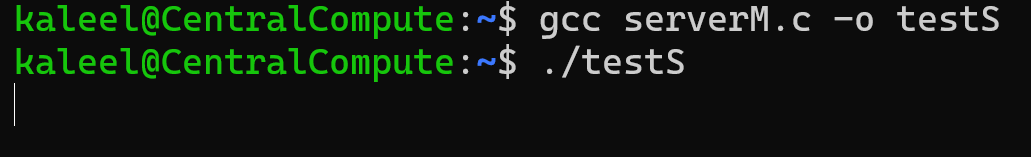 kaleel@CentralCompute:~$ gcc serverM.c -o testS
kaleel@CentralCompute:~$ ./testS